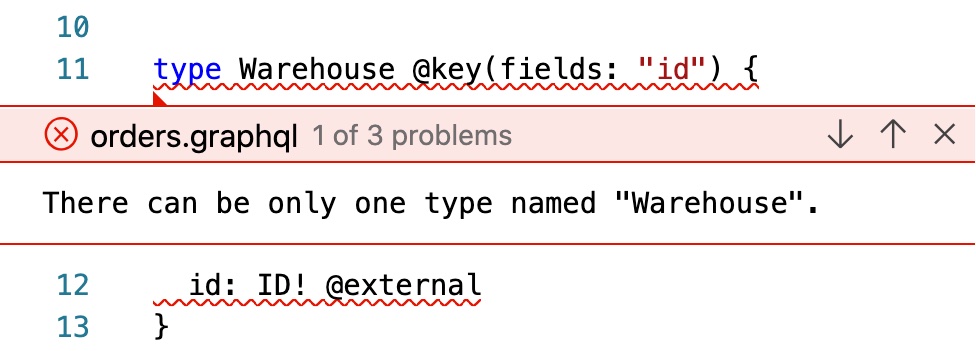 10
11 type Warehouse @key(fields: "id") {
orders.graphql 1 of 3 problems
There can be only one type named "Warehouse".
12 id: ID! @external
13 }